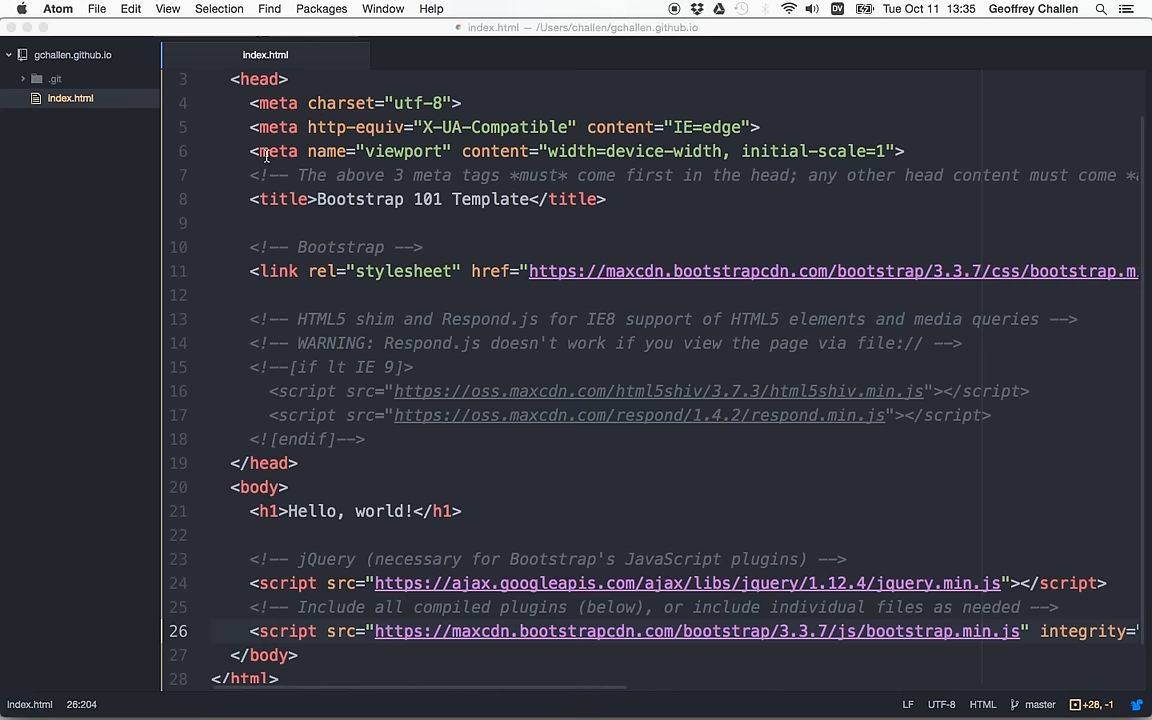 Atom File Edit View Selection Find Packages Window Help DV Tue Oct 11 13:35 Geoffrey Challen
index.html — /Users/challen/gchallen.github.io
gchallen.github.io
.git
index.html
index.html
3 <head>
4 <meta charset="utf-8">
5 <meta http-equiv="X-UA-Compatible" content="IE=edge">
6 <meta name="viewport" content="width=device-width, initial-scale=1">
7 <!-- The above 3 meta tags *must* come first in the head; any other head content must come
8 <title>Bootstrap 101 Template</title>
9
10 <!-- Bootstrap -->
11 <link rel="stylesheet" href="https://maxcdn.bootstrapcdn.com/bootstrap/3.3.7/css/bootstrap.m
12
13 <!-- HTML5 shim and Respond.js for IE8 support of HTML5 elements and media queries -->
14 <!-- WARNING: Respond.js doesn't work if you view the page via file:// -->
15 <!--[if lt IE 9]>
16 <script src="https://oss.maxcdn.com/html5shiv/3.7.3/html5shiv.min.js"></script>
17 <script src="https://oss.maxcdn.com/respond/1.4.2/respond.min.js"></script>
18 <![endif]-->
19 </head>
20 <body>
21 <h1>Hello, world!</h1>
22
23 <!-- jQuery (necessary for Bootstrap's JavaScript plugins) -->
24 <script src="https://ajax.googleapis.com/ajax/libs/jquery/1.12.4/jquery.min.js"></script>
25 <!-- Include all compiled plugins (below), or include individual files as needed -->
26 <script src="https://maxcdn.bootstrapcdn.com/bootstrap/3.3.7/js/bootstrap.min.js" integrity="
27 </body>
28 </html>
index.html 26:204 LF UTF-8 HTML master +28, -1